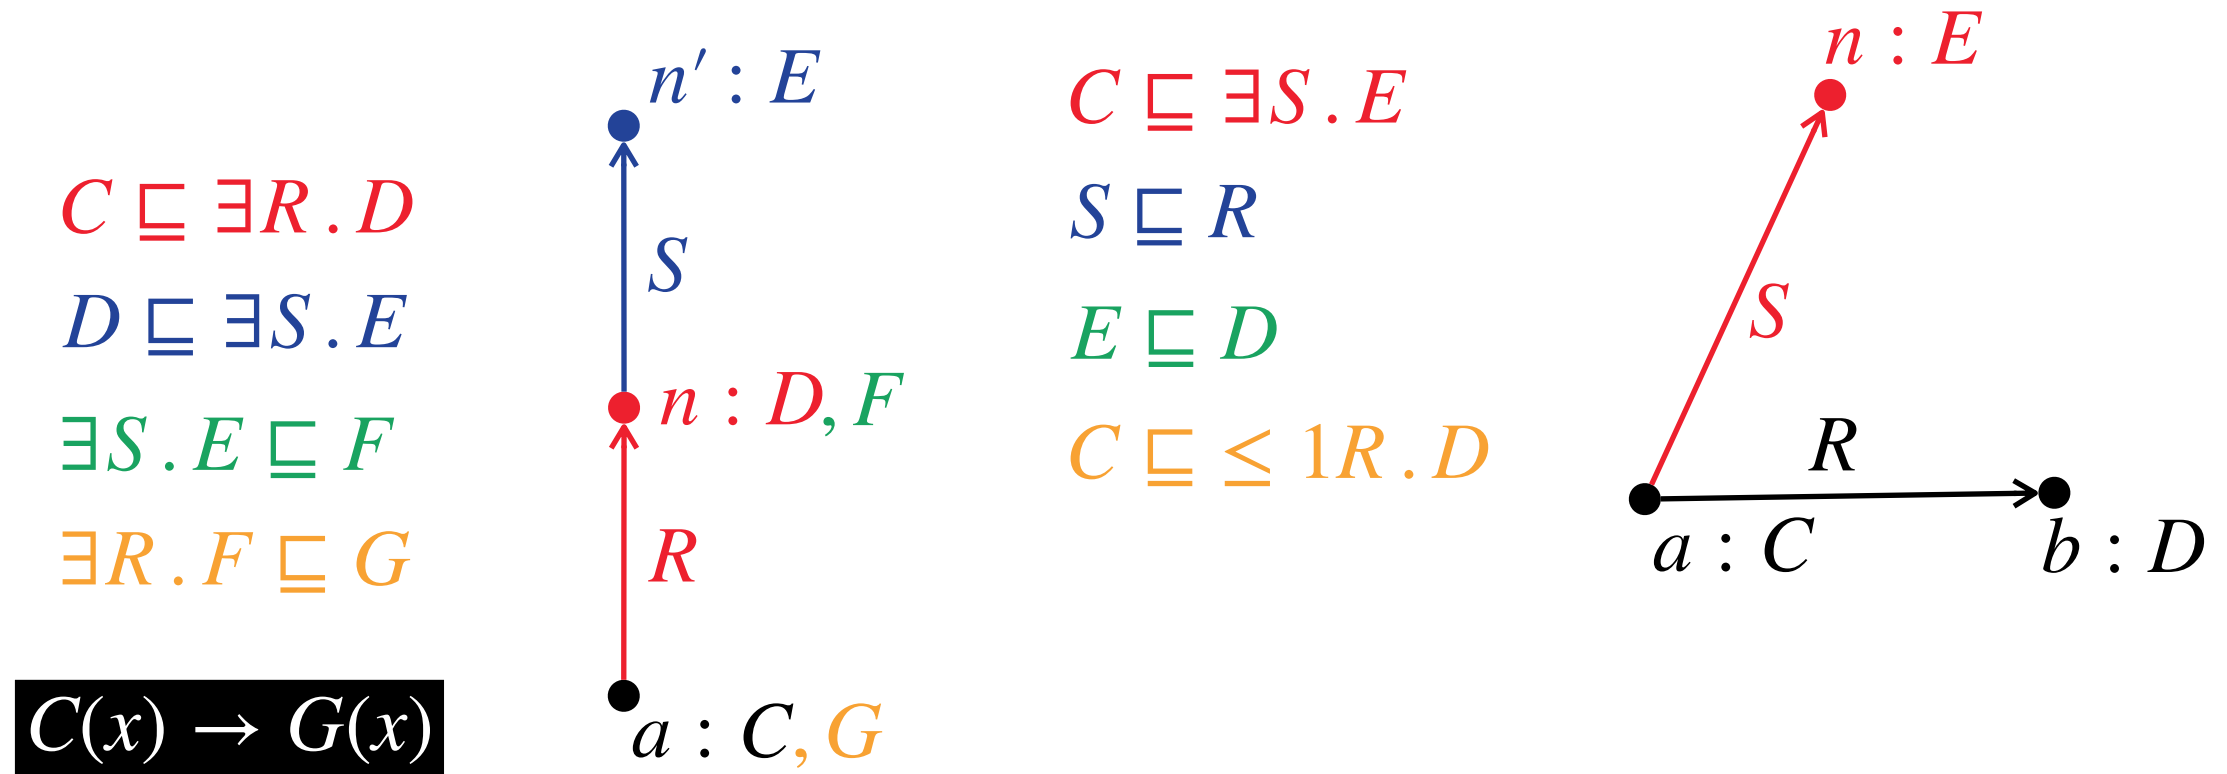 C ⊑ ∃R.D
D ⊑ ∃S.E
∃S.E ⊑ F
∃R.F ⊑ G
C(x) → G(x)
n′ : E
S
n : D, F
R
a : C, G
C ⊑ ∃S.E
S ⊑ R
E ⊑ D
C ⊑ ≤ 1R.D
n : E
S
R
a : C
b : D